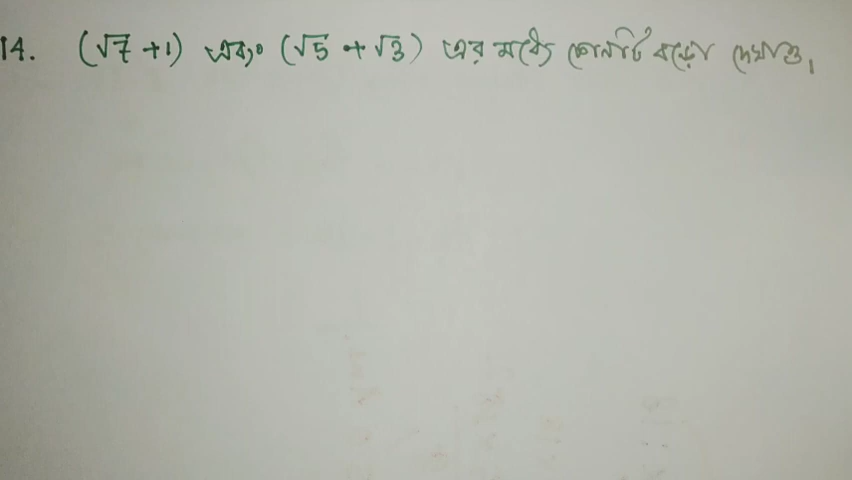 14. (√7 + 1) এবং (√5 + √3) এর মধ্যে কোনটি বড়ো দেখাও।